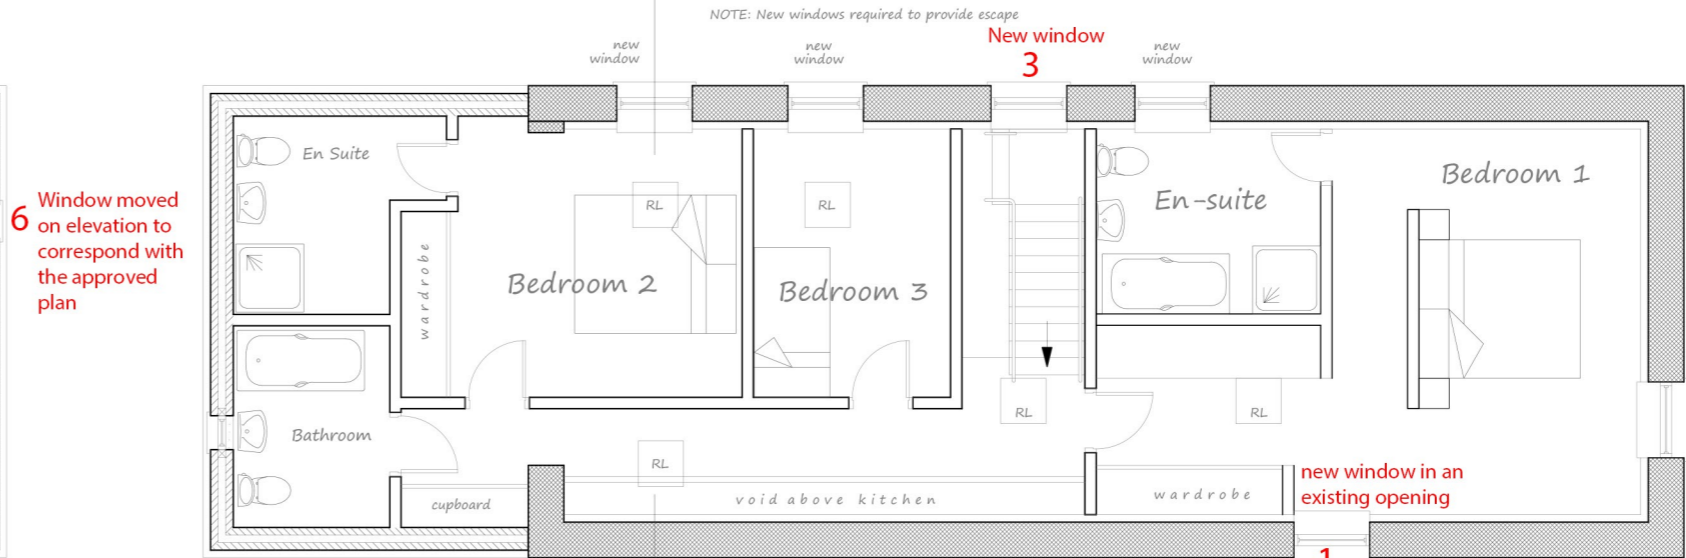 NOTE: New windows required to provide escape
New window
3
new
window
new
window
new
window
En Suite
Bedroom 1
En-suite
6
Window moved
on elevation to
correspond with
the approved
plan
RL
RL
wardrobe
Bedroom 2
Bedroom 3
RL
RL
Bathroom
RL
new window in an
existing opening
cupboard
void above kitchen
wardrobe
1